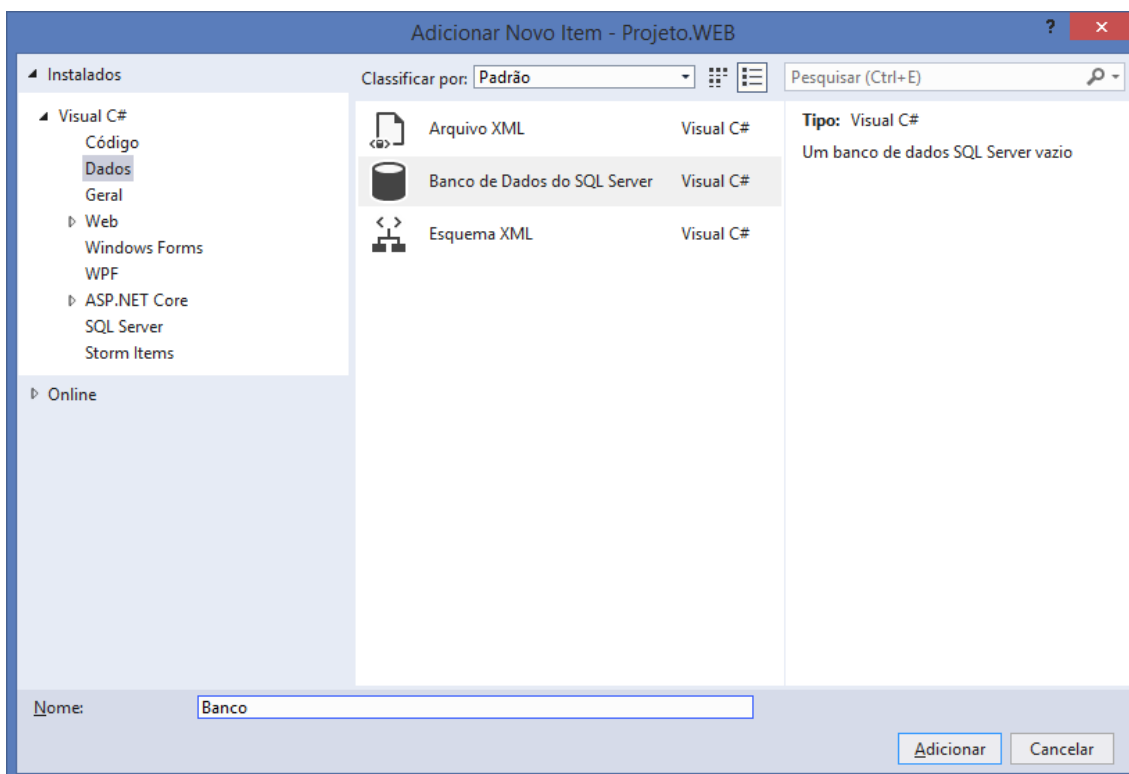 Adicionar Novo Item - Projeto.WEB
?
Instalados
Visual C#
Código
Dados
Geral
Web
Windows Forms
WPF
ASP.NET Core
SQL Server
Storm Items
Online
Classificar por: Padrão
Arquivo XML Visual C#
Banco de Dados do SQL Server Visual C#
Esquema XML Visual C#
Pesquisar (Ctrl+E)
Tipo: Visual C#
Um banco de dados SQL Server vazio
Nome: Banco
Adicionar Cancelar